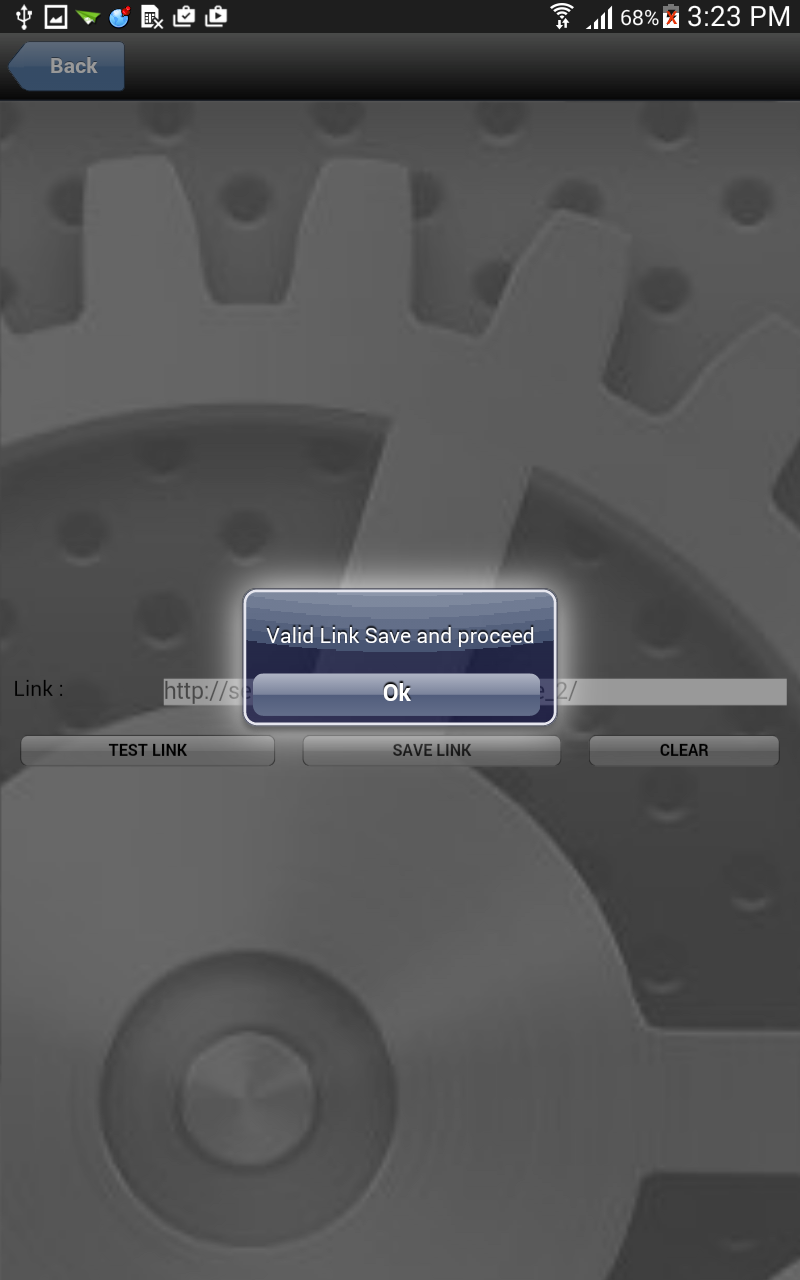 68% 3:23 PM
Back
Valid Link Save and proceed
Link : http://se e_2/
Ok
TEST LINK SAVE LINK CLEAR